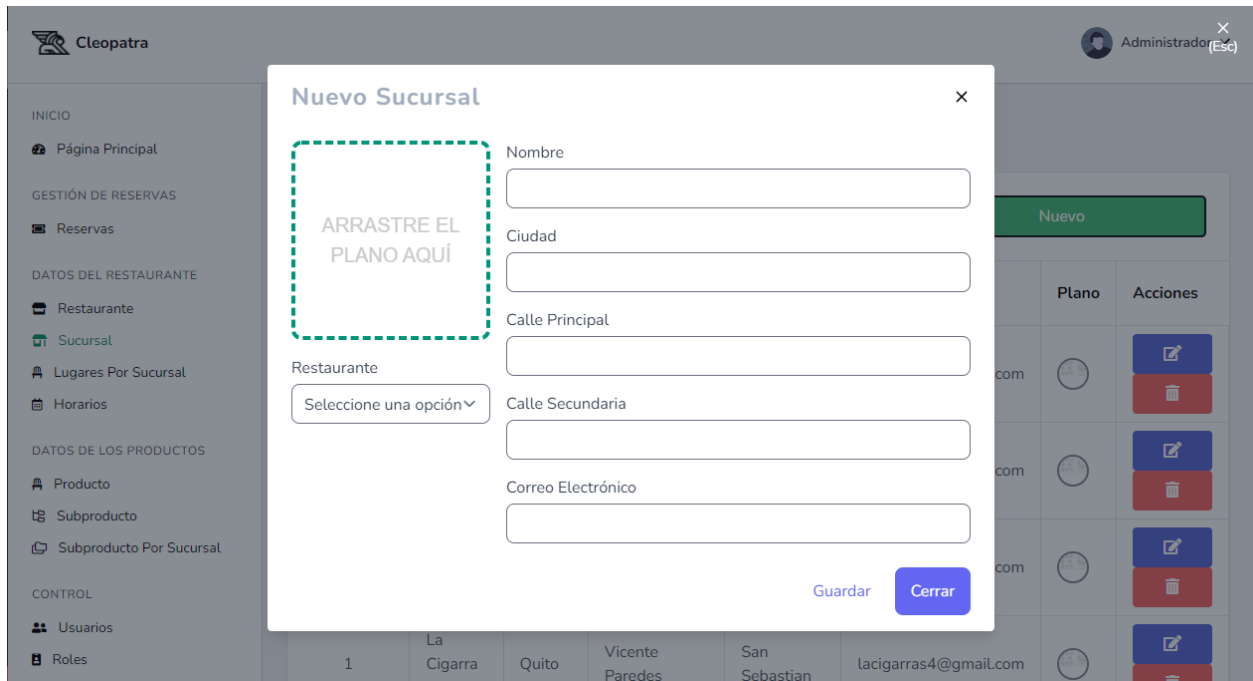 Cleopatra
Administrador
(Esc)
INICIO
Página Principal
GESTIÓN DE RESERVAS
Reservas
DATOS DEL RESTAURANTE
Restaurante
Sucursal
Lugares Por Sucursal
Horarios
DATOS DE LOS PRODUCTOS
Producto
Subproducto
Subproducto Por Sucursal
CONTROL
Usuarios
Roles
Nuevo Sucursal
ARRASTRE EL
PLANO AQUÍ
Restaurante
Seleccione una opción
Nombre
Ciudad
Calle Principal
Calle Secundaria
Correo Electrónico
Guardar
Cerrar
Nuevo
Plano
Acciones
com
com
com
1
La
Cigarra
Quito
Vicente
Paredes
San
Sebastian
lacigarras4@gmail.com